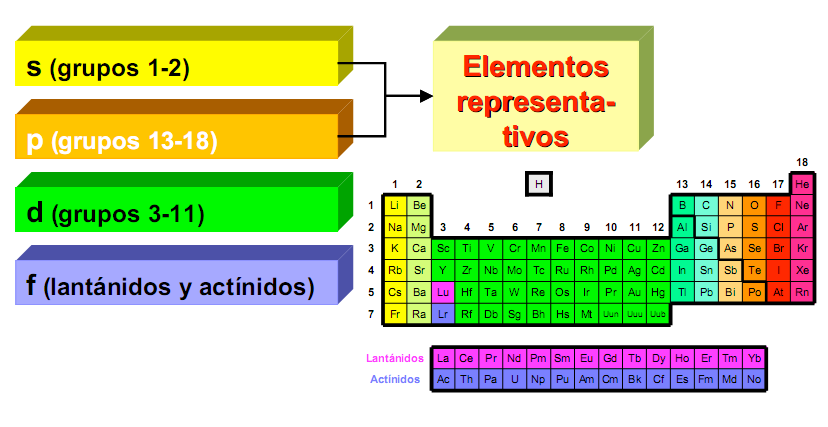 s (grupos 1-2)
p (grupos 13-18)
d (grupos 3-11)
f (lantánidos y actínidos)
Elementos
representa-
tivos
18
1 2 H 13 14 15 16 17 He
1 Li Be B C N O F Ne
2 Na Mg 3 4 5 6 7 8 9 10 11 12 Al Si P S Cl Ar
3 K Ca Sc Ti V Cr Mn Fe Co Ni Cu Zn Ga Ge As Se Br Kr
4 Rb Sr Y Zr Nb Mo Tc Ru Rh Pd Ag Cd In Sn Sb Te I Xe
5 Cs Ba Lu Hf Ta W Re Os Ir Pr Au Hg Tl Pb Bi Po At Rn
7 Fr Ra Lr Rf Db Sg Bh Hs Mt Uun Uuu Uub
Lantánidos La Ce Pr Nd Pm Sm Eu Gd Tb Dy Ho Er Tm Yb
Actínidos Ac Th Pa U Np Pu Am Cm Bk Cf Es Fm Md No